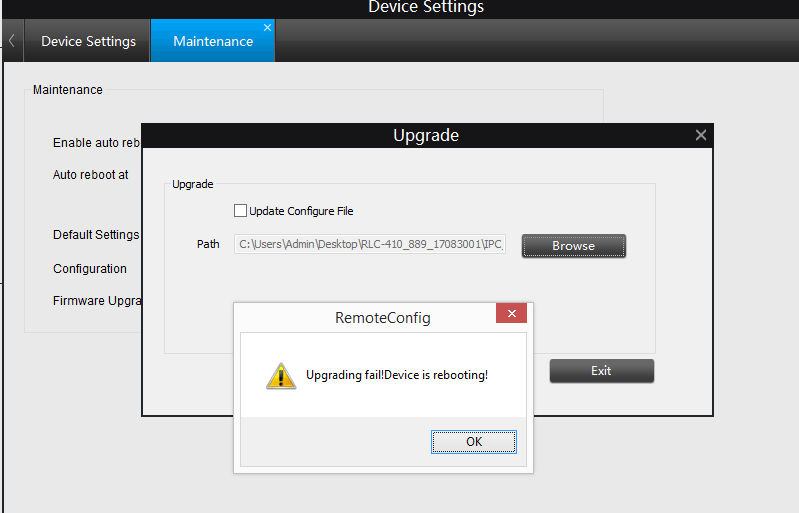 Device Settings
Device Settings
Maintenance
Maintenance
Enable auto reb
Auto reboot at
Default Settings
Configuration
Firmware Upgra
Upgrade
Upgrade
Update Configure File
Path
C:\Users\Admin\Desktop\RLC-410_889_17083001\IPC_
Browse
RemoteConfig
Upgrading fail!Device is rebooting!
OK
Exit